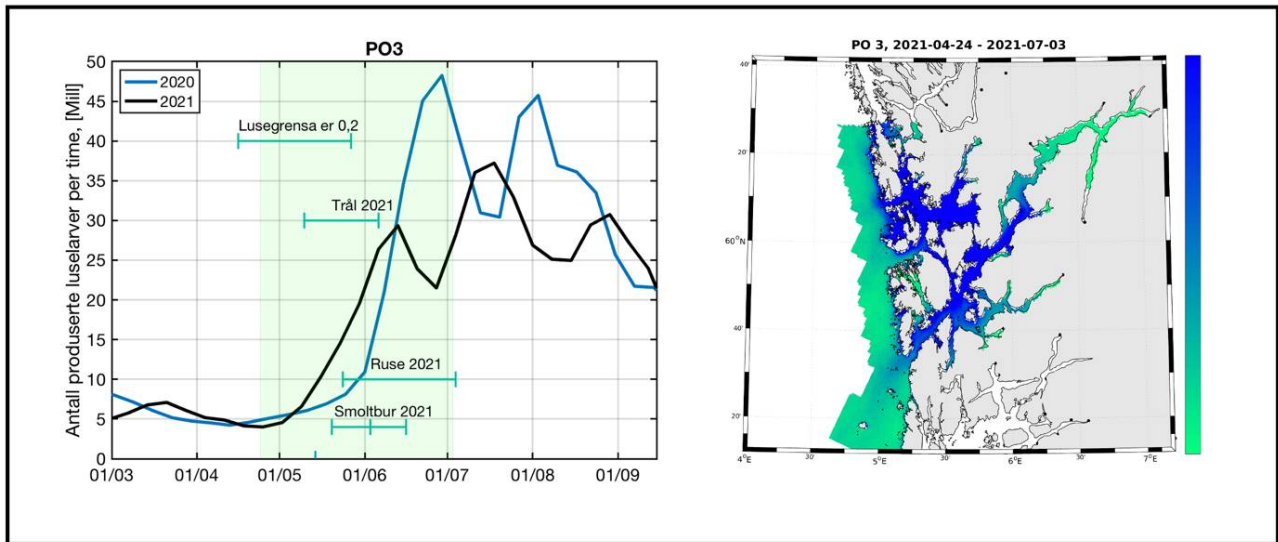 PO3
50
45
40
35
30
25
20
15
10
5
0
Antall produserte luselarver per time, [Mill]
2020
2021
Lusegrensa er 0,2
Trål 2021
Ruse 2021
Smoltbur 2021
01/03 01/04 01/05 01/06 01/07 01/08 01/09
PO 3, 2021-04-24 - 2021-07-03
40'
20'
60°N
40'
20'
4°E 5°E 6°E 7°E